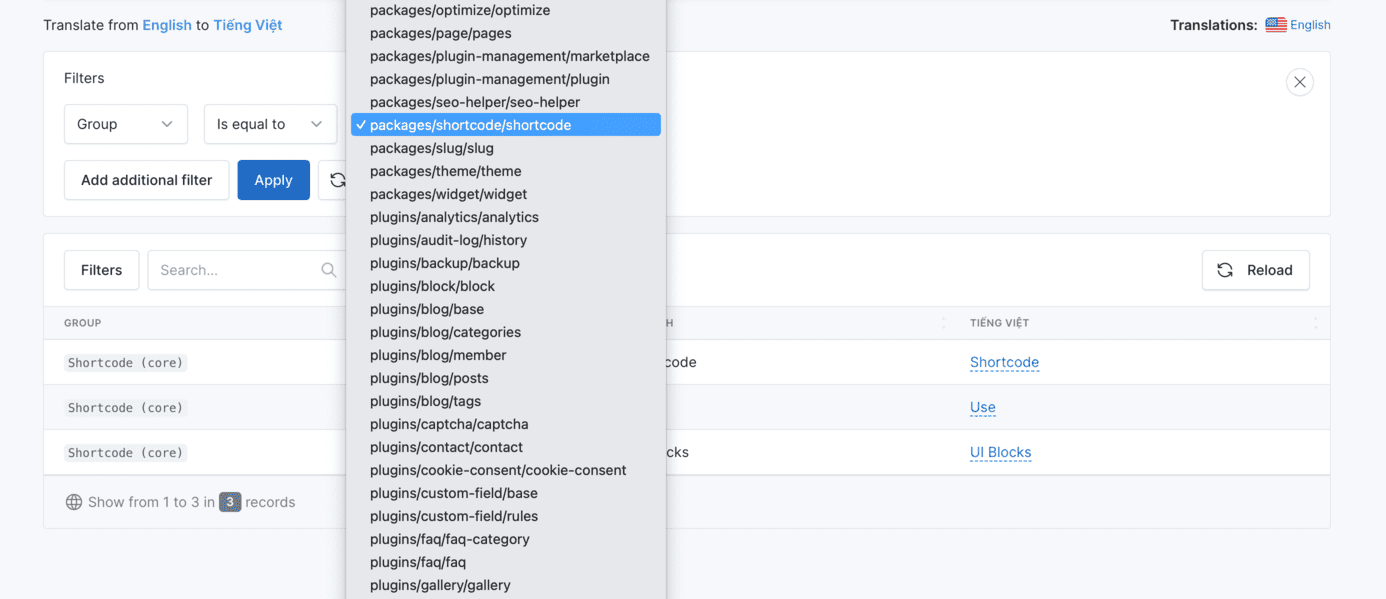 Translate from English to Tiếng Việt
Translations: English
Filters
Group
Is equal to
Add additional filter
Apply
packages/optimize/optimize
packages/page/pages
packages/plugin-management/marketplace
packages/plugin-management/plugin
packages/seo-helper/seo-helper
packages/shortcode/shortcode
packages/slug/slug
packages/theme/theme
packages/widget/widget
plugins/analytics/analytics
plugins/audit-log/history
plugins/backup/backup
plugins/block/block
plugins/blog/base
plugins/blog/categories
plugins/blog/member
plugins/blog/posts
plugins/blog/tags
plugins/captcha/captcha
plugins/contact/contact
plugins/cookie-consent/cookie-consent
plugins/custom-field/base
plugins/custom-field/rules
plugins/faq/faq-category
plugins/faq/faq
plugins/gallery/gallery
Filters
Search...
Reload
GROUP
H
TIẾNG VIỆT
Shortcode (core)
code
Shortcode
Shortcode (core)
Use
Shortcode (core)
cks
UI Blocks
Show from 1 to 3 in 3 records